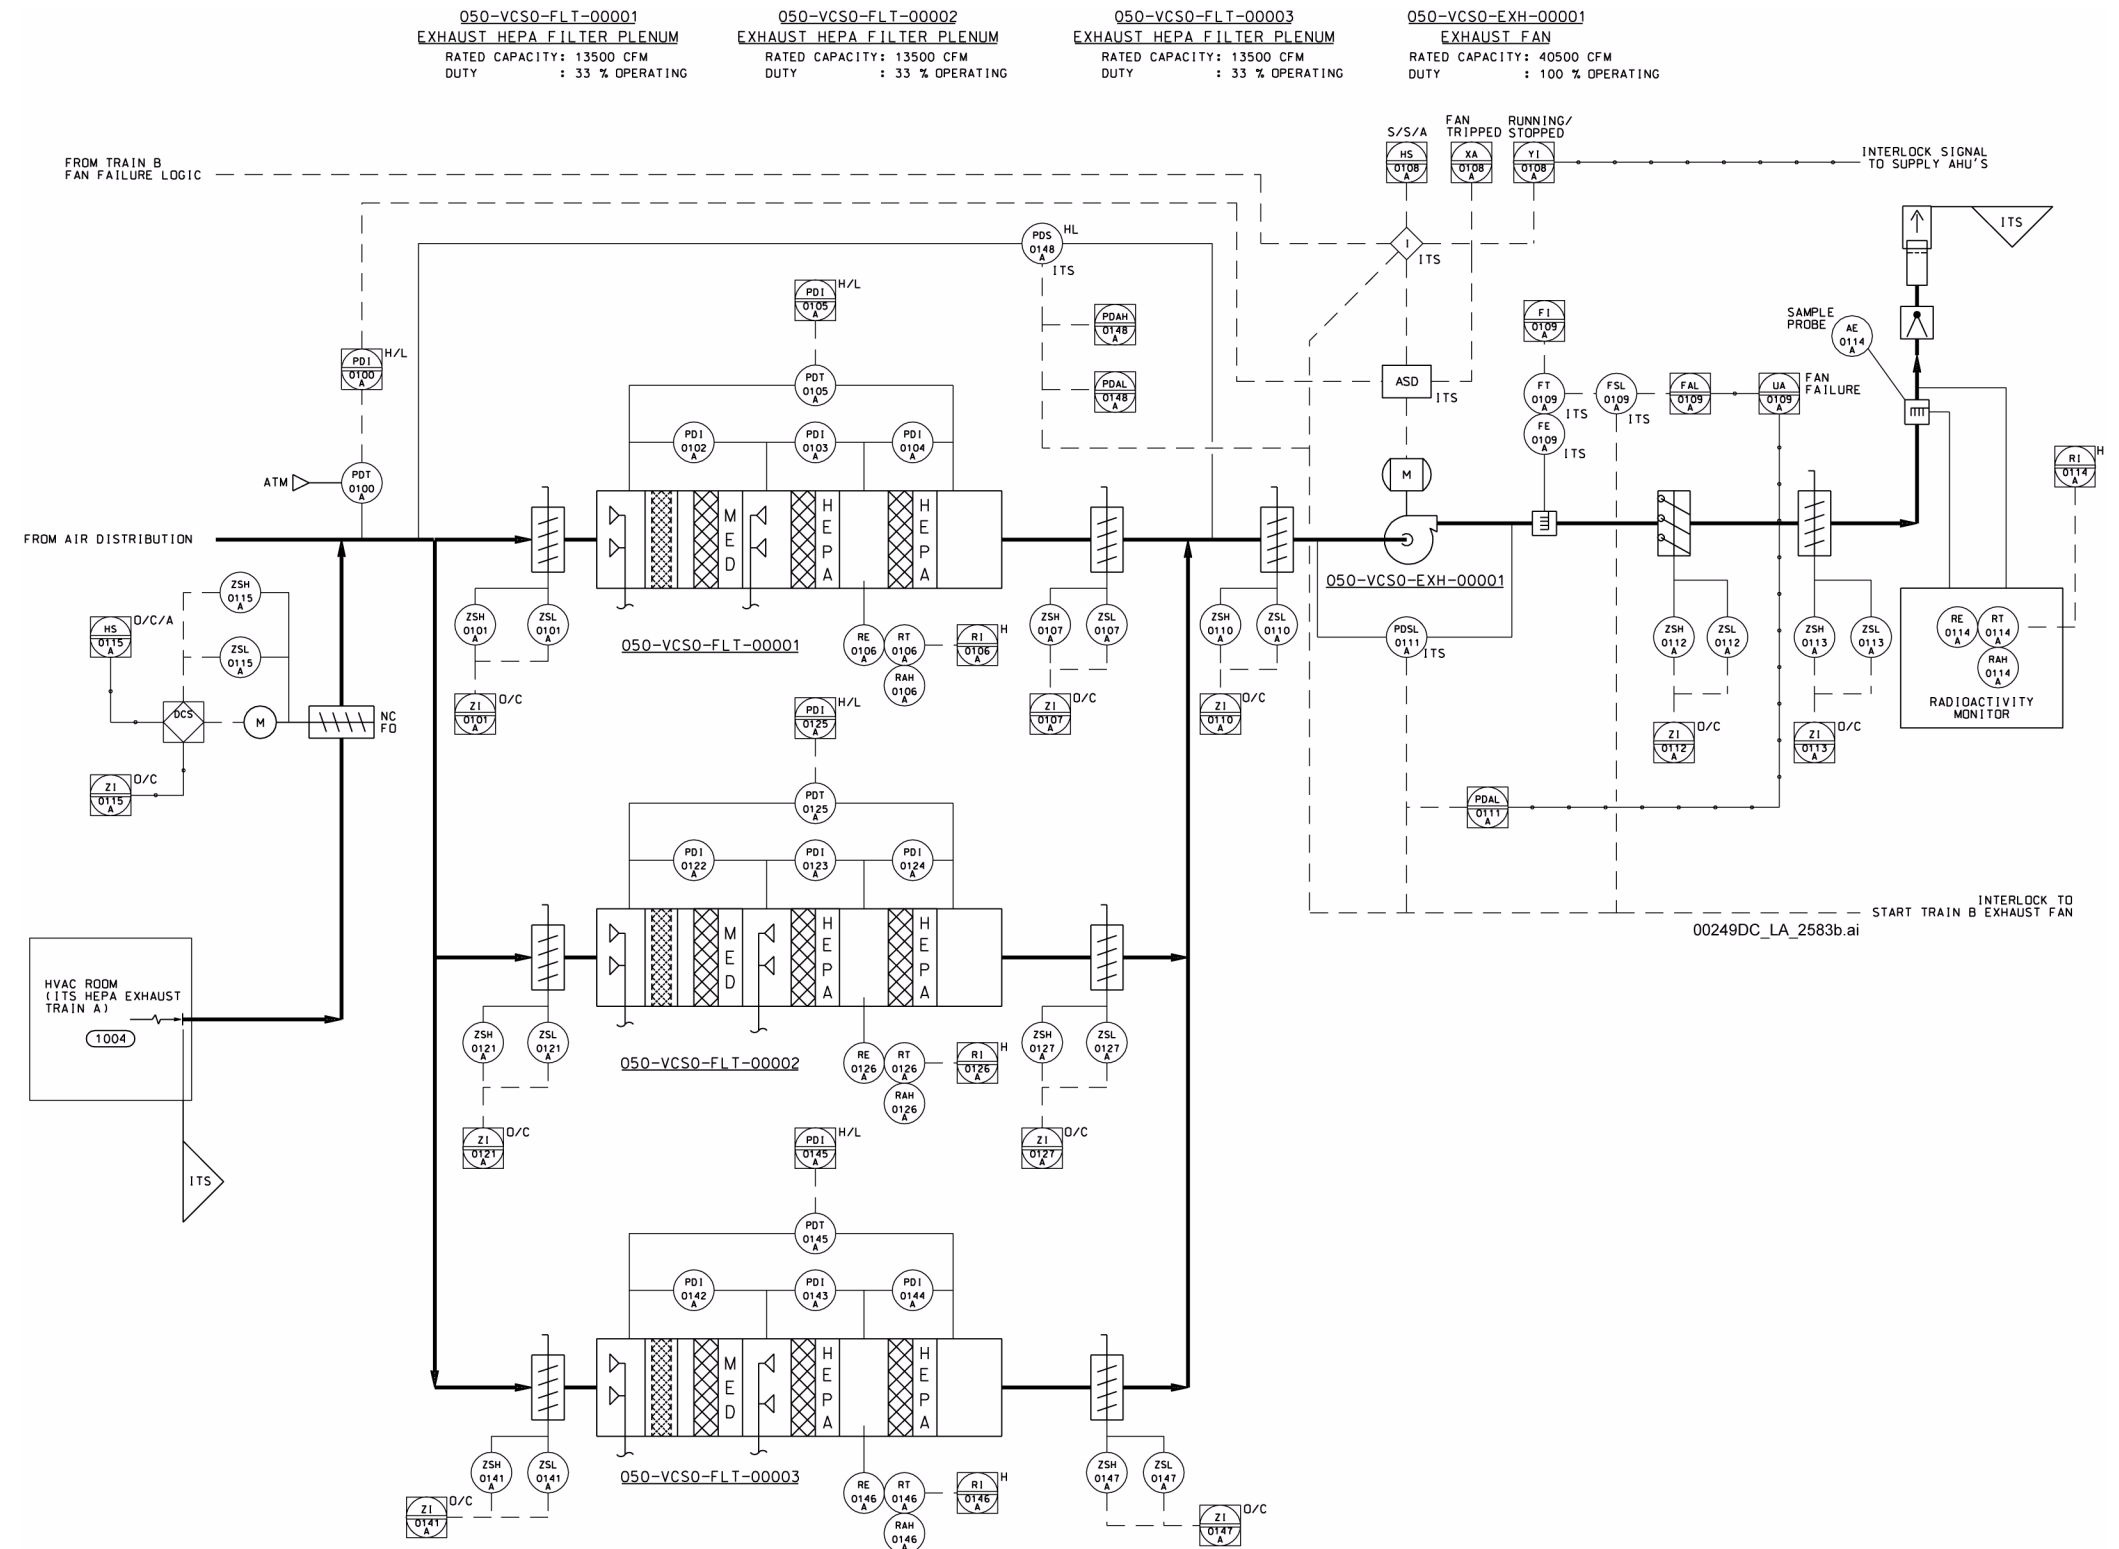 050-VCS0-FLT-00001
EXHAUST HEPA FILTER PLENUM
RATED CAPACITY: 13500 CFM
DUTY : 33 % OPERATING
050-VCS0-FLT-00002
EXHAUST HEPA FILTER PLENUM
RATED CAPACITY: 13500 CFM
DUTY : 33 % OPERATING
050-VCS0-FLT-00003
EXHAUST HEPA FILTER PLENUM
RATED CAPACITY: 13500 CFM
DUTY : 33 % OPERATING
050-VCS0-EXH-00001
EXHAUST FAN
RATED CAPACITY: 40500 CFM
DUTY : 100 % OPERATING
FROM TRAIN B
FAN FAILURE LOGIC
S/S/A
HS
0108
A
FAN
TRIPPED
XA
0108
A
RUNNING/
STOPPED
YI
0108
A
INTERLOCK SIGNAL
TO SUPPLY AHU'S
ITS
PDS
0148
A
HL
ITS
I
ITS
PDI
0105
A
H/L
PDAH
0148
A
PDAL
0148
A
PDI
0100
A
H/L
PDT
0105
A
ASD
ITS
FI
0109
A
FT
0109
A
ITS
FE
0109
A
ITS
FSL
0109
A
ITS
FAL
0109
A
UA
0109
A
FAN
FAILURE
SAMPLE
PROBE
AE
0114
A
PDI
0102
A
PDI
0103
A
PDI
0104
A
M
RI
0114
A
H
ATM
PDT
0100
A
FROM AIR DISTRIBUTION
MED
HEPA
HEPA
050-VCS0-EXH-00001
ZSH
0115
A
ZSL
0115
A
HS
0115
A
O/C/A
DCS
M
NC
FO
ZI
0115
A
O/C
ZSH
0101
A
ZSL
0101
A
ZI
0101
A
O/C
050-VCS0-FLT-00001
RE
0106
A
RT
0106
A
RAH
0106
A
RI
0106
A
H
ZSH
0107
A
ZSL
0107
A
ZI
0107
A
O/C
ZSH
0110
A
ZSL
0110
A
ZI
0110
A
O/C
PDSL
0111
A
ITS
PDAL
0111
A
ZSH
0112
A
ZSL
0112
A
ZI
0112
A
O/C
ZSH
0113
A
ZSL
0113
A
ZI
0113
A
O/C
RE
0114
A
RT
0114
A
RAH
0114
A
RADIOACTIVITY
MONITOR
PDI
0125
A
H/L
PDT
0125
A
PDI
0122
A
PDI
0123
A
PDI
0124
A
MED
HEPA
HEPA
INTERLOCK TO
START TRAIN B EXHAUST FAN
00249DC_LA_2583b.ai
HVAC ROOM
(ITS HEPA EXHAUST
TRAIN A)
1004
ITS
ZSH
0121
A
ZSL
0121
A
ZI
0121
A
O/C
050-VCS0-FLT-00002
RE
0126
A
RT
0126
A
RAH
0126
A
RI
0126
A
H
ZSH
0127
A
ZSL
0127
A
ZI
0127
A
O/C
PDI
0145
A
H/L
PDT
0145
A
PDI
0142
A
PDI
0143
A
PDI
0144
A
MED
HEPA
HEPA
ZSH
0141
A
ZSL
0141
A
ZI
0141
A
O/C
050-VCS0-FLT-00003
RE
0146
A
RT
0146
A
RAH
0146
A
RI
0146
A
H
ZSH
0147
A
ZSL
0147
A
ZI
0147
A
O/C